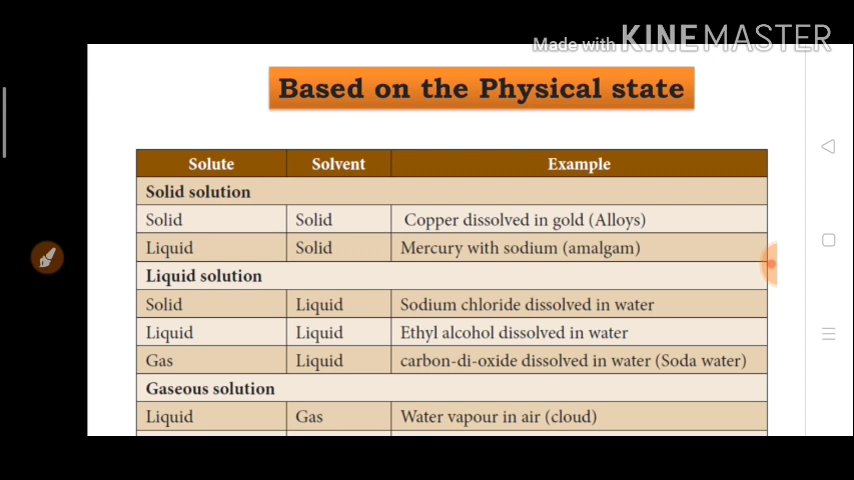 Made with KINEMASTER
Based on the Physical state
Solute Solvent Example
Solid solution
Solid Solid Copper dissolved in gold (Alloys)
Liquid Solid Mercury with sodium (amalgam)
Liquid solution
Solid Liquid Sodium chloride dissolved in water
Liquid Liquid Ethyl alcohol dissolved in water
Gas Liquid carbon-di-oxide dissolved in water (Soda water)
Gaseous solution
Liquid Gas Water vapour in air (cloud)